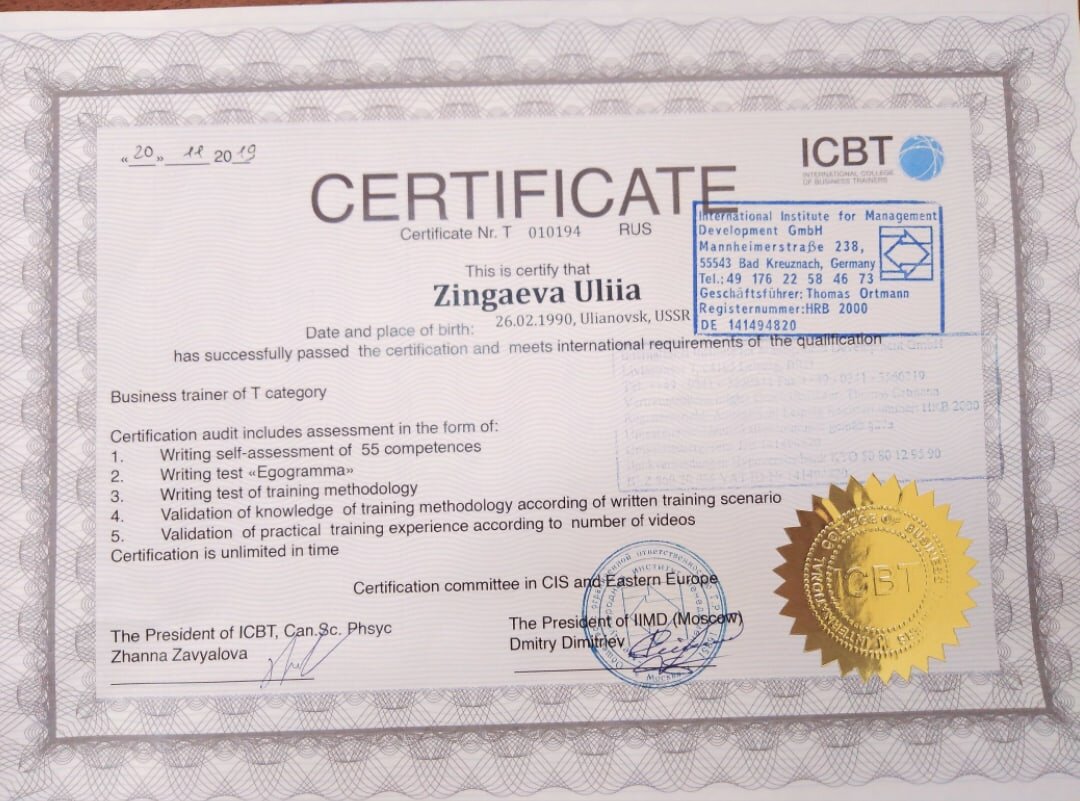 «20» 11 2019
ICBT
INTERNATIONAL COLLEGE
OF BUSINESS TRAINERS
CERTIFICATE
Certificate Nr. T 010194 RUS
International Institute for Management
Development GmbH
Mannheimerstraße 238,
55543 Bad Kreuznach, Germany
Tel.:49 176 22 58 46 73
Geschäftsführer: Thomas Ortmann
Registernummer:HRB 2000
DE 141494820
This is certify that
Zingaeva Uliia
Date and place of birth: 26.02.1990, Ulianovsk, USSR
has successfully passed the certification and meets international requirements of the qualification
Business trainer of T category
Certification audit includes assessment in the form of:
1. Writing self-assessment of 55 competences
2. Writing test «Egogramma»
3. Writing test of training methodology
4. Validation of knowledge of training methodology according of written training scenario
5. Validation of practical training experience according to number of videos
Certification is unlimited in time
Certification committee in CIS and Eastern Europe
The President of ICBT, Can.Sc. Phsyc
Zhanna Zavyalova
The President of IIMD (Moscow)
Dmitry Dimitriev
Москва
INTERNATIONAL COLLEGE OF BUSINESS
ICBT